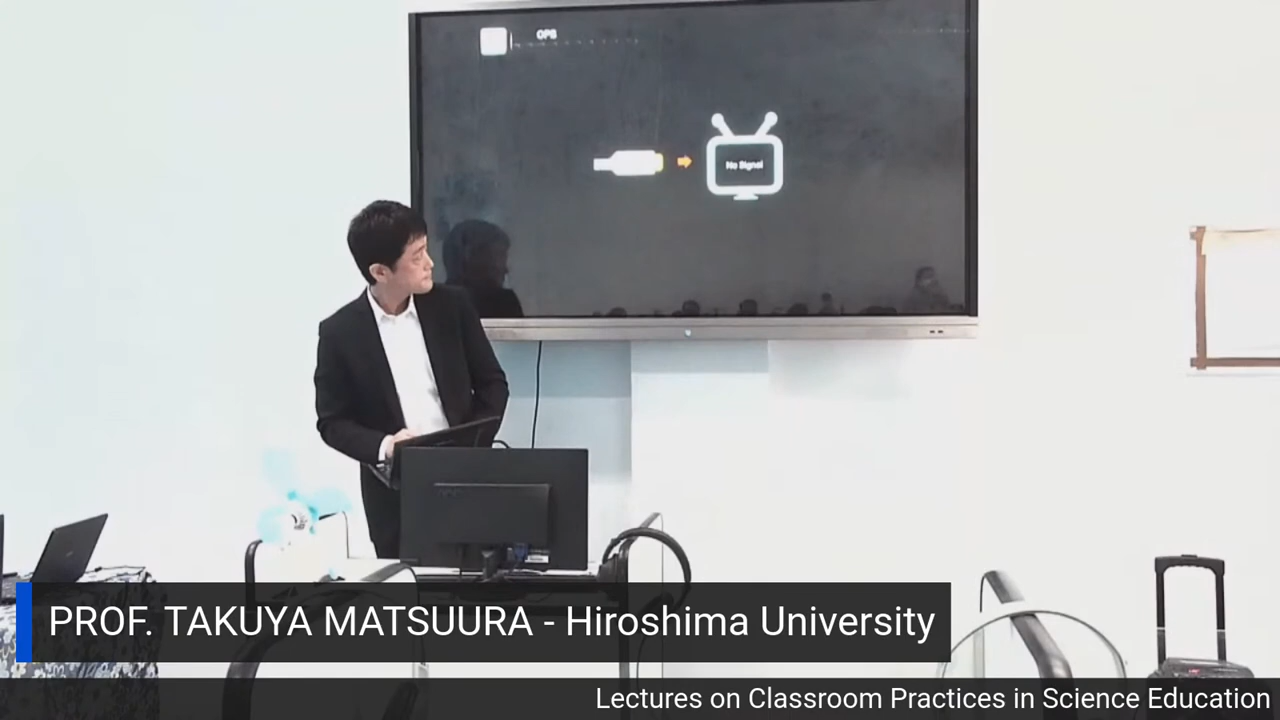 OPS
No Signal
PROF. TAKUYA MATSUURA - Hiroshima University
Lectures on Classroom Practices in Science Education